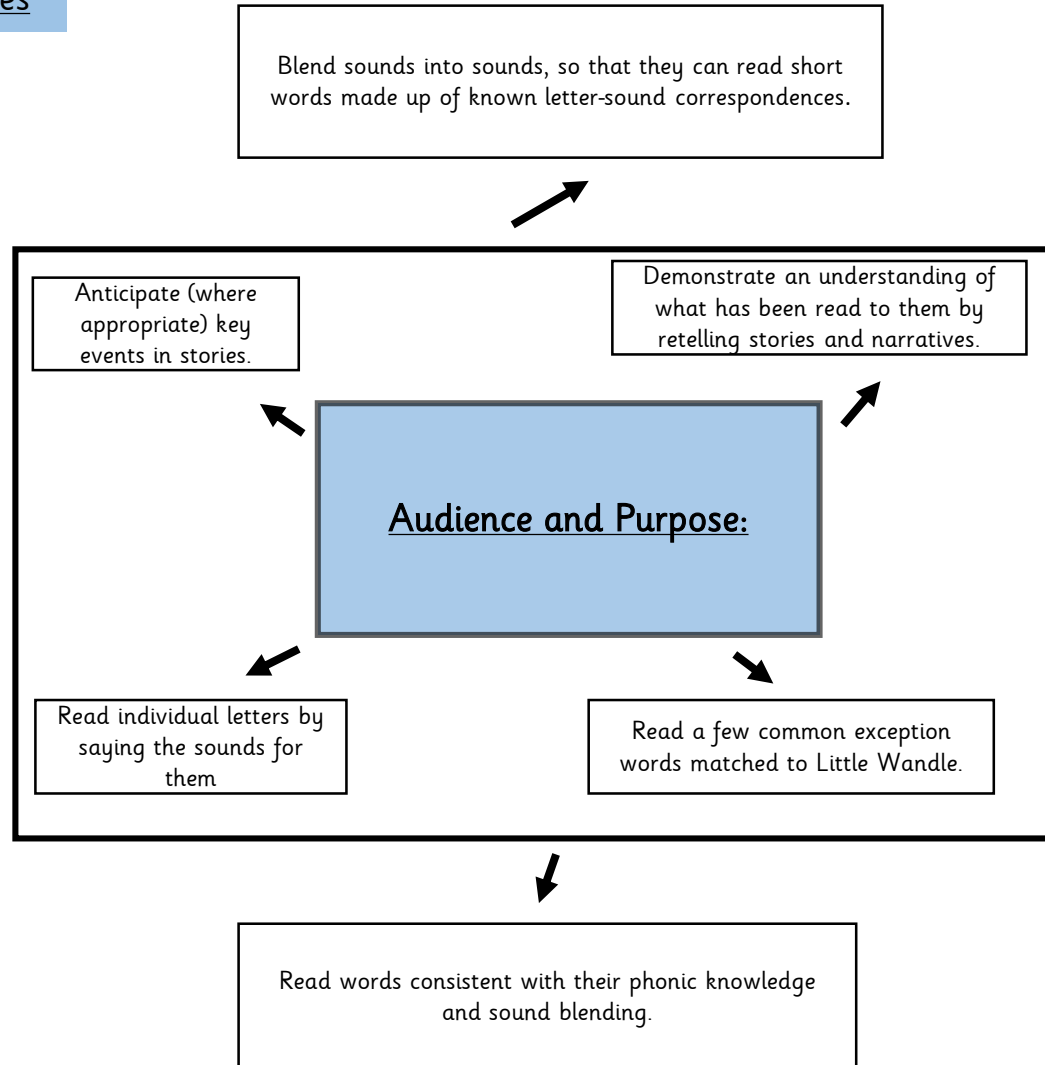 Blend sounds into sounds, so that they can read short
words made up of known letter-sound correspondences.
Anticipate (where
appropriate) key
events in stories.
Demonstrate an understanding of
what has been read to them by
retelling stories and narratives.
Audience and Purpose:
Read individual letters by
saying the sounds for
them
Read a few common exception
words matched to Little Wandle.
Read words consistent with their phonic knowledge
and sound blending.